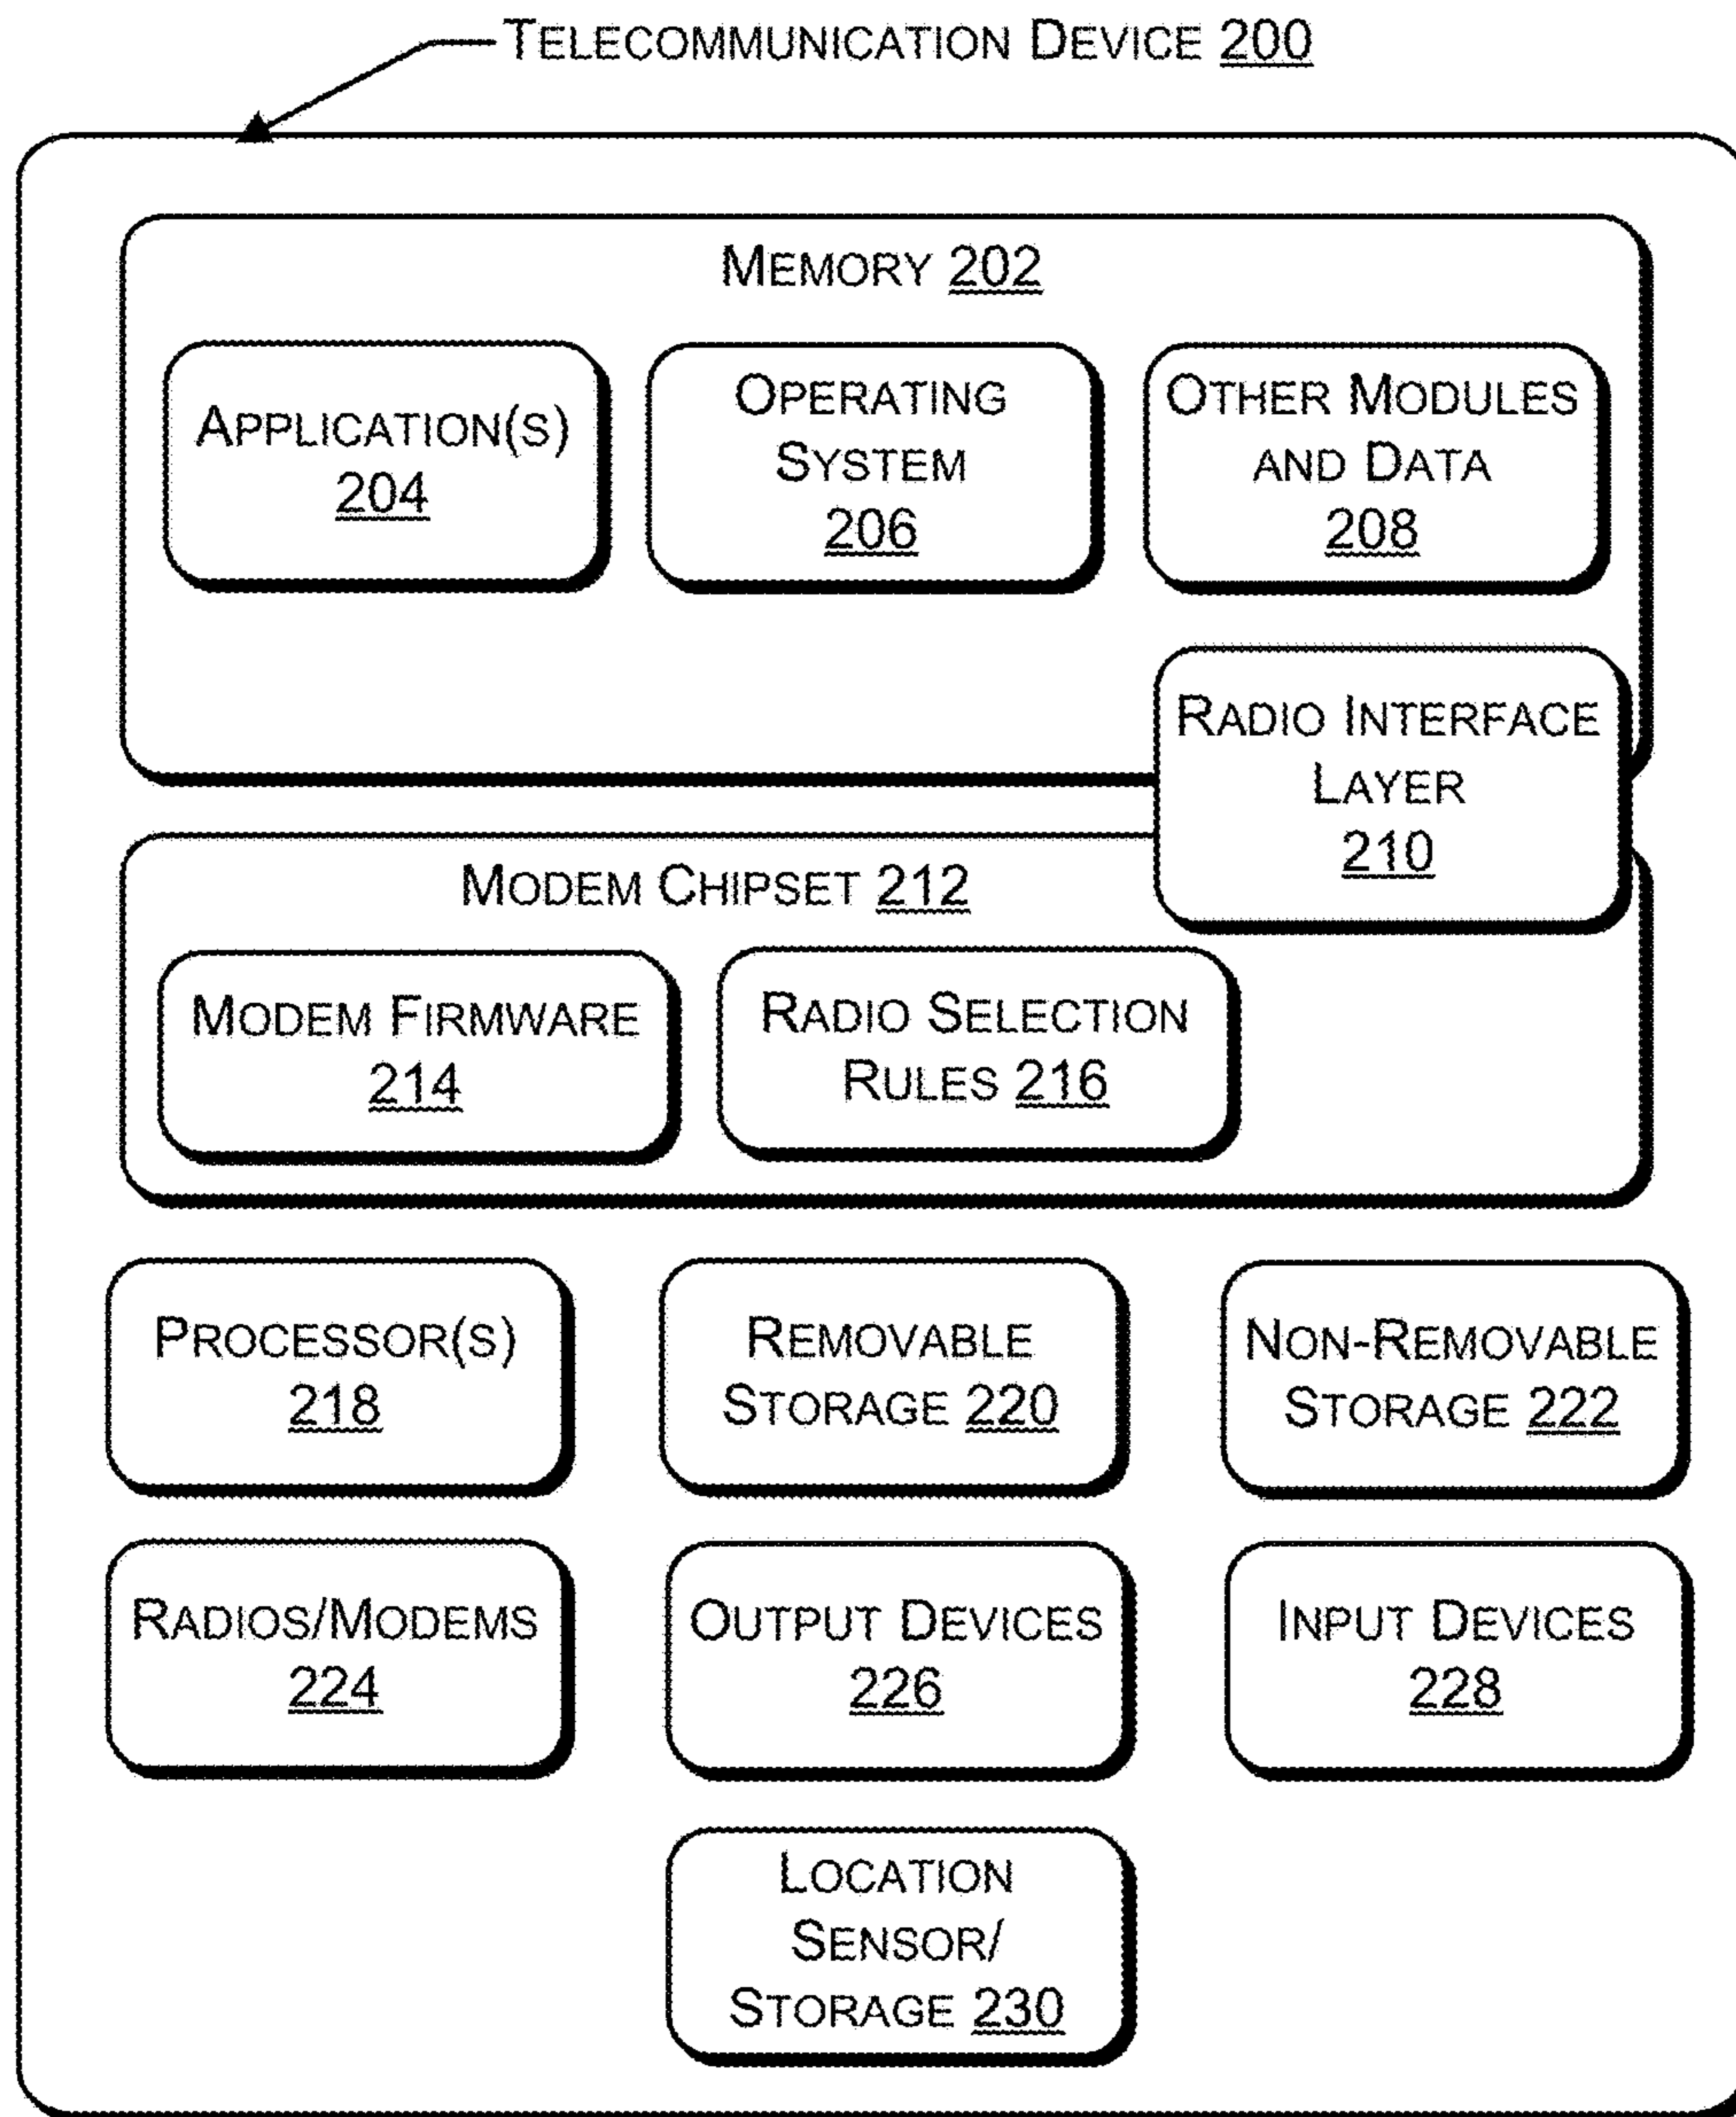 TELECOMMUNICATION DEVICE 200
MEMORY 202
APPLICATION(S)
204
OPERATING
SYSTEM
206
OTHER MODULES
AND DATA
208
RADIO INTERFACE
LAYER
210
MODEM CHIPSET 212
MODEM FIRMWARE
214
RADIO SELECTION
RULES 216
PROCESSOR(S)
218
REMOVABLE
STORAGE 220
NON-REMOVABLE
STORAGE 222
RADIOS/MODEMS
224
OUTPUT DEVICES
226
INPUT DEVICES
228
LOCATION
SENSOR/
STORAGE 230